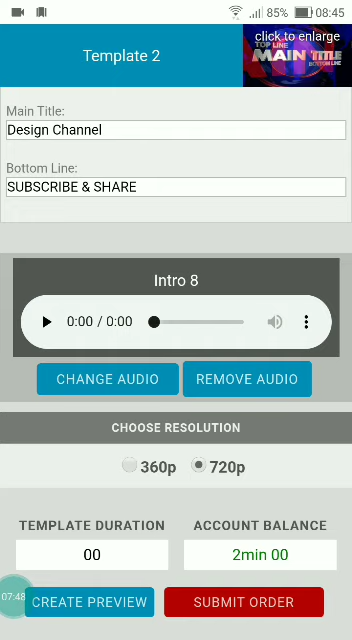 85% 08:45
Template 2
click to enlarge
TOP LINE
MAIN TITLE
BOTTOM LINE
Main Title:
Design Channel
Bottom Line:
SUBSCRIBE & SHARE
Intro 8
0:00 / 0:00
CHANGE AUDIO REMOVE AUDIO
CHOOSE RESOLUTION
360p 720p
TEMPLATE DURATION ACCOUNT BALANCE
00 2min 00
07:48 CREATE PREVIEW SUBMIT ORDER